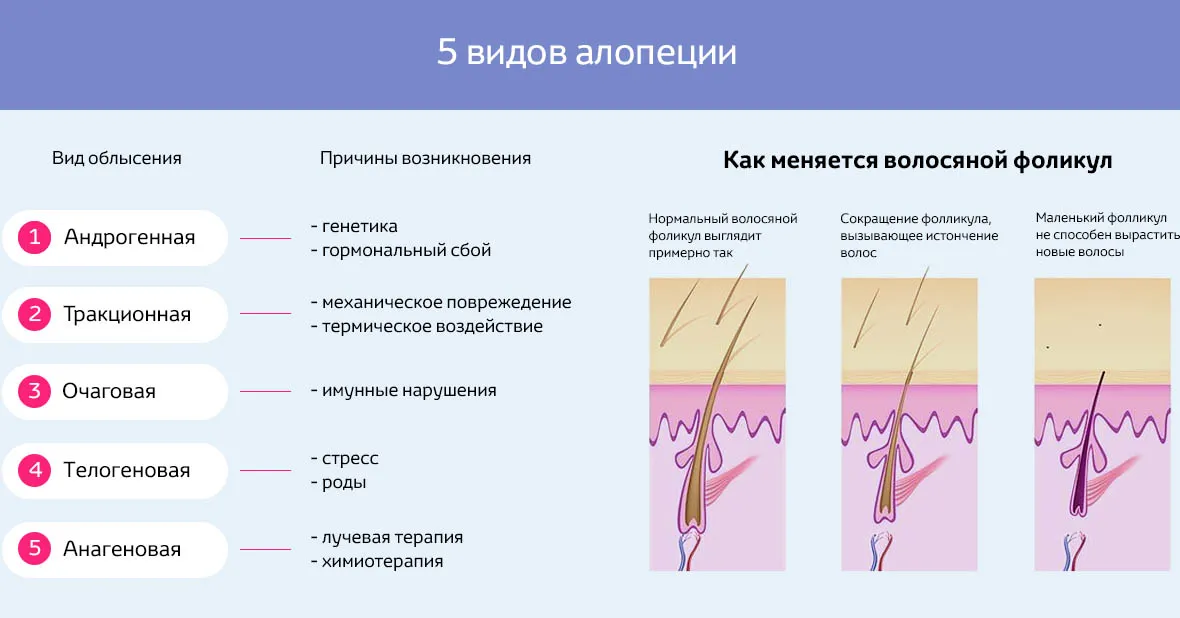 5 видов алопеции
Вид облысения
Причины возникновения
1 Андрогенная
- генетика
- гормональный сбой
2 Тракционная
- механическоеповрежедение
- термическое воздействие
3 Очаговая
- имунные нарушения
4 Телогеновая
- стресс
- роды
5 Анагеновая
- лучевая терапия
- химиотерапия
Как меняется волосяной фоликул
Нормальный волосяной
фоликул выглядит
примерно так
Сокращение фолликула,
вызывающее истончение
волос
Маленький фолликул
не способен вырастить
новые волосы